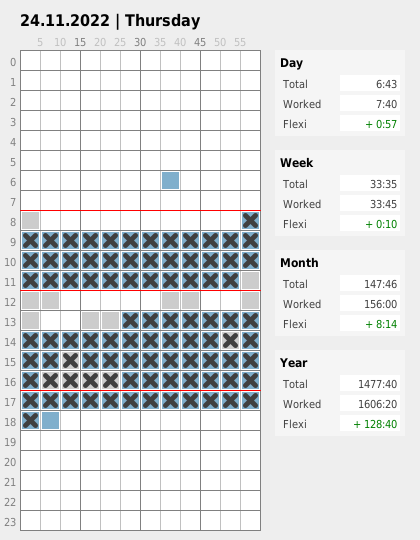 24.11.2022 | Thursday
5 10 15 20 25 30 35 40 45 50 55
0
1
2
3
4
5
6
7
8
9
10
11
12
13
14
15
16
17
18
19
20
21
22
23
Day
Total 6:43
Worked 7:40
Flexi + 0:57
Week
Total 33:35
Worked 33:45
Flexi + 0:10
Month
Total 147:46
Worked 156:00
Flexi + 8:14
Year
Total 1477:40
Worked 1606:20
Flexi + 128:40